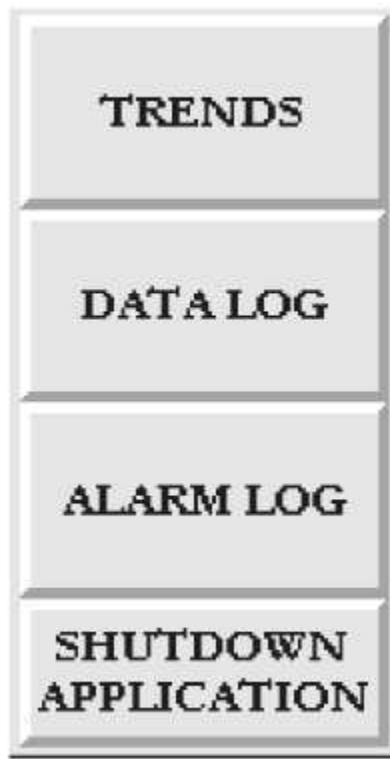 TRENDS
DATA LOG
ALARM LOG
SHUTDOWN
APPLICATION